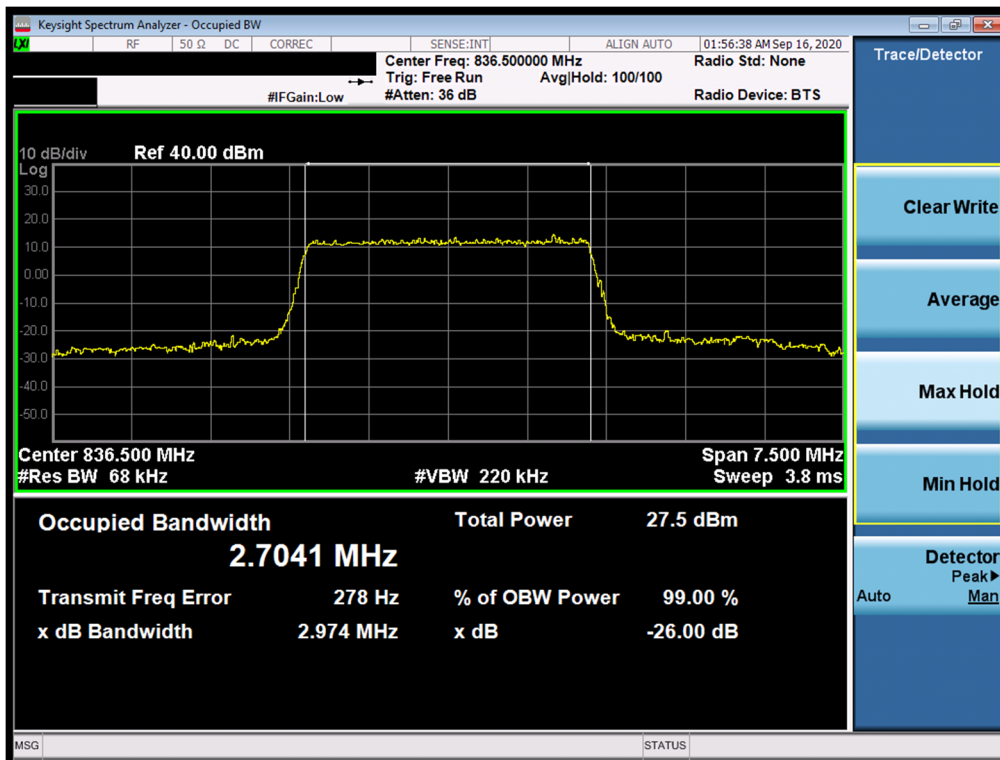 Keysight Spectrum Analyzer - Occupied BW
LXI RF 50 Ω DC CORREC SENSE:INT ALIGN AUTO 01:56:38 AM Sep 16, 2020
Center Freq: 836.500000 MHz Radio Std: None
Trig: Free Run Avg|Hold: 100/100
#IFGain:Low #Atten: 36 dB Radio Device: BTS
Trace/Detector
10 dB/div Ref 40.00 dBm
Log
30.0
20.0
10.0
0.00
-10.0
-20.0
-30.0
-40.0
-50.0
Center 836.500 MHz Span 7.500 MHz
#Res BW 68 kHz #VBW 220 kHz Sweep 3.8 ms
Occupied Bandwidth Total Power 27.5 dBm
2.7041 MHz
Transmit Freq Error 278 Hz % of OBW Power 99.00 %
x dB Bandwidth 2.974 MHz x dB -26.00 dB
Clear Write
Average
Max Hold
Min Hold
Detector
Peak
Auto Man
MSG STATUS